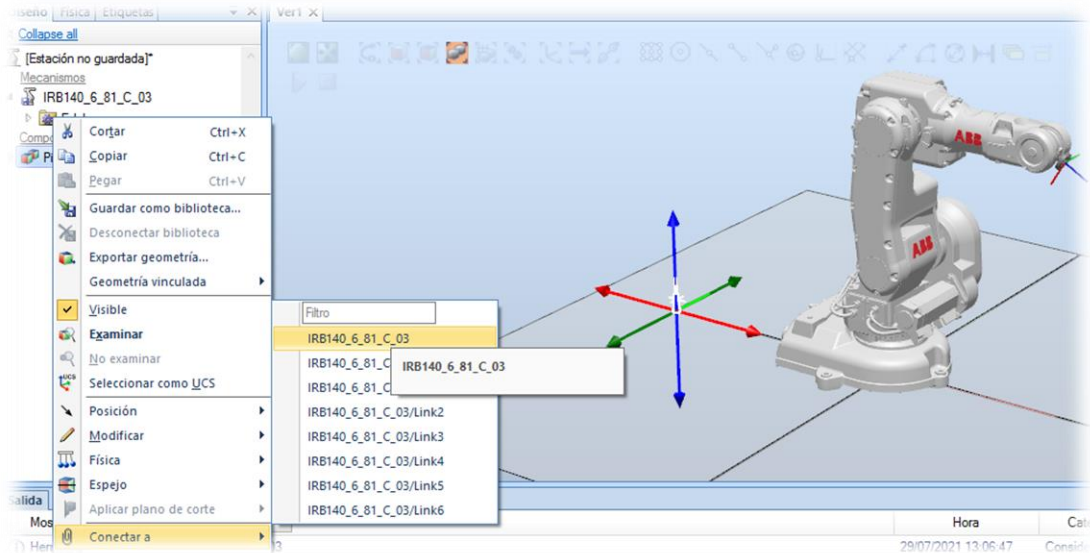 Diseño Física Etiquetas
Ver1
Collapse all
[Estación no guardada]*
Mecanismos
IRB140_6_81_C_03
Cortar Ctrl+X
Copiar Ctrl+C
Pegar Ctrl+V
Guardar como biblioteca...
Desconectar biblioteca
Exportar geometría...
Geometría vinculada
Visible
Examinar
No examinar
Seleccionar como UCS
Posición
Modificar
Física
Espejo
Aplicar plano de corte
Conectar a
Filtro
IRB140_6_81_C_03
IRB140_6_81_C
IRB140_6_81_C_03
IRB140_6_81_C
IRB140_6_81_C_03/Link2
IRB140_6_81_C_03/Link3
IRB140_6_81_C_03/Link4
IRB140_6_81_C_03/Link5
IRB140_6_81_C_03/Link6
ABB
ABB
Salida
Hora
29/07/2021 13:06:47